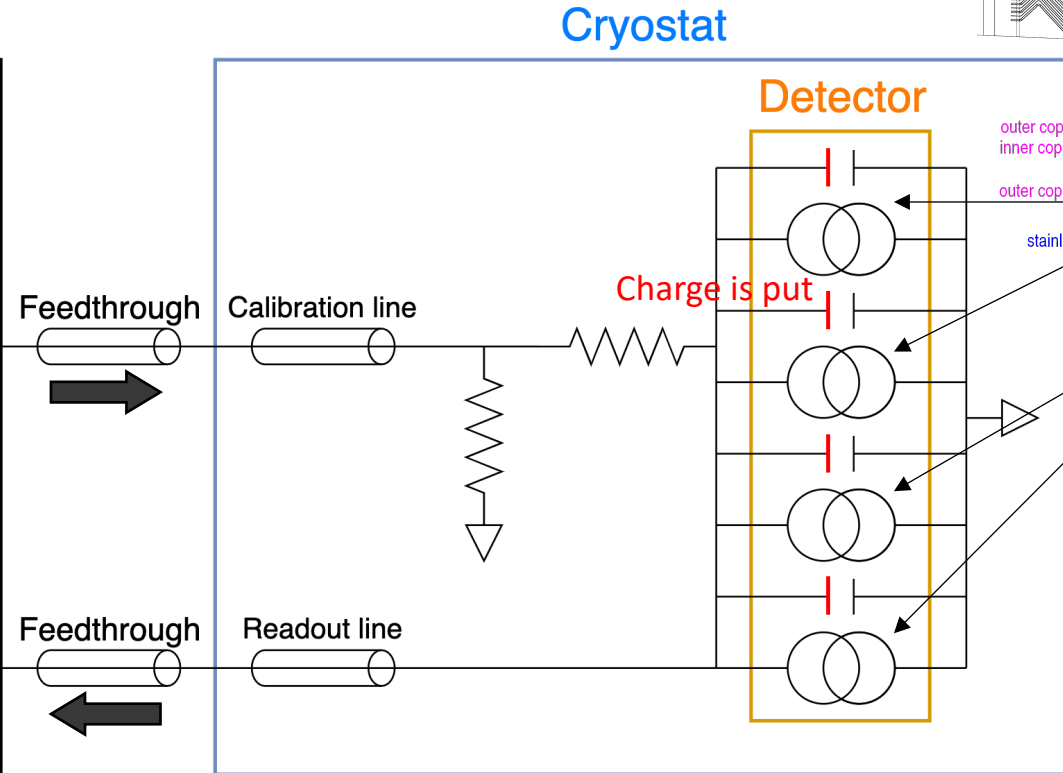 Cryostat
Detector
outer cop
inner cop
outer cop
stainl
Charge is put
Feedthrough
Calibration line
Feedthrough
Readout line